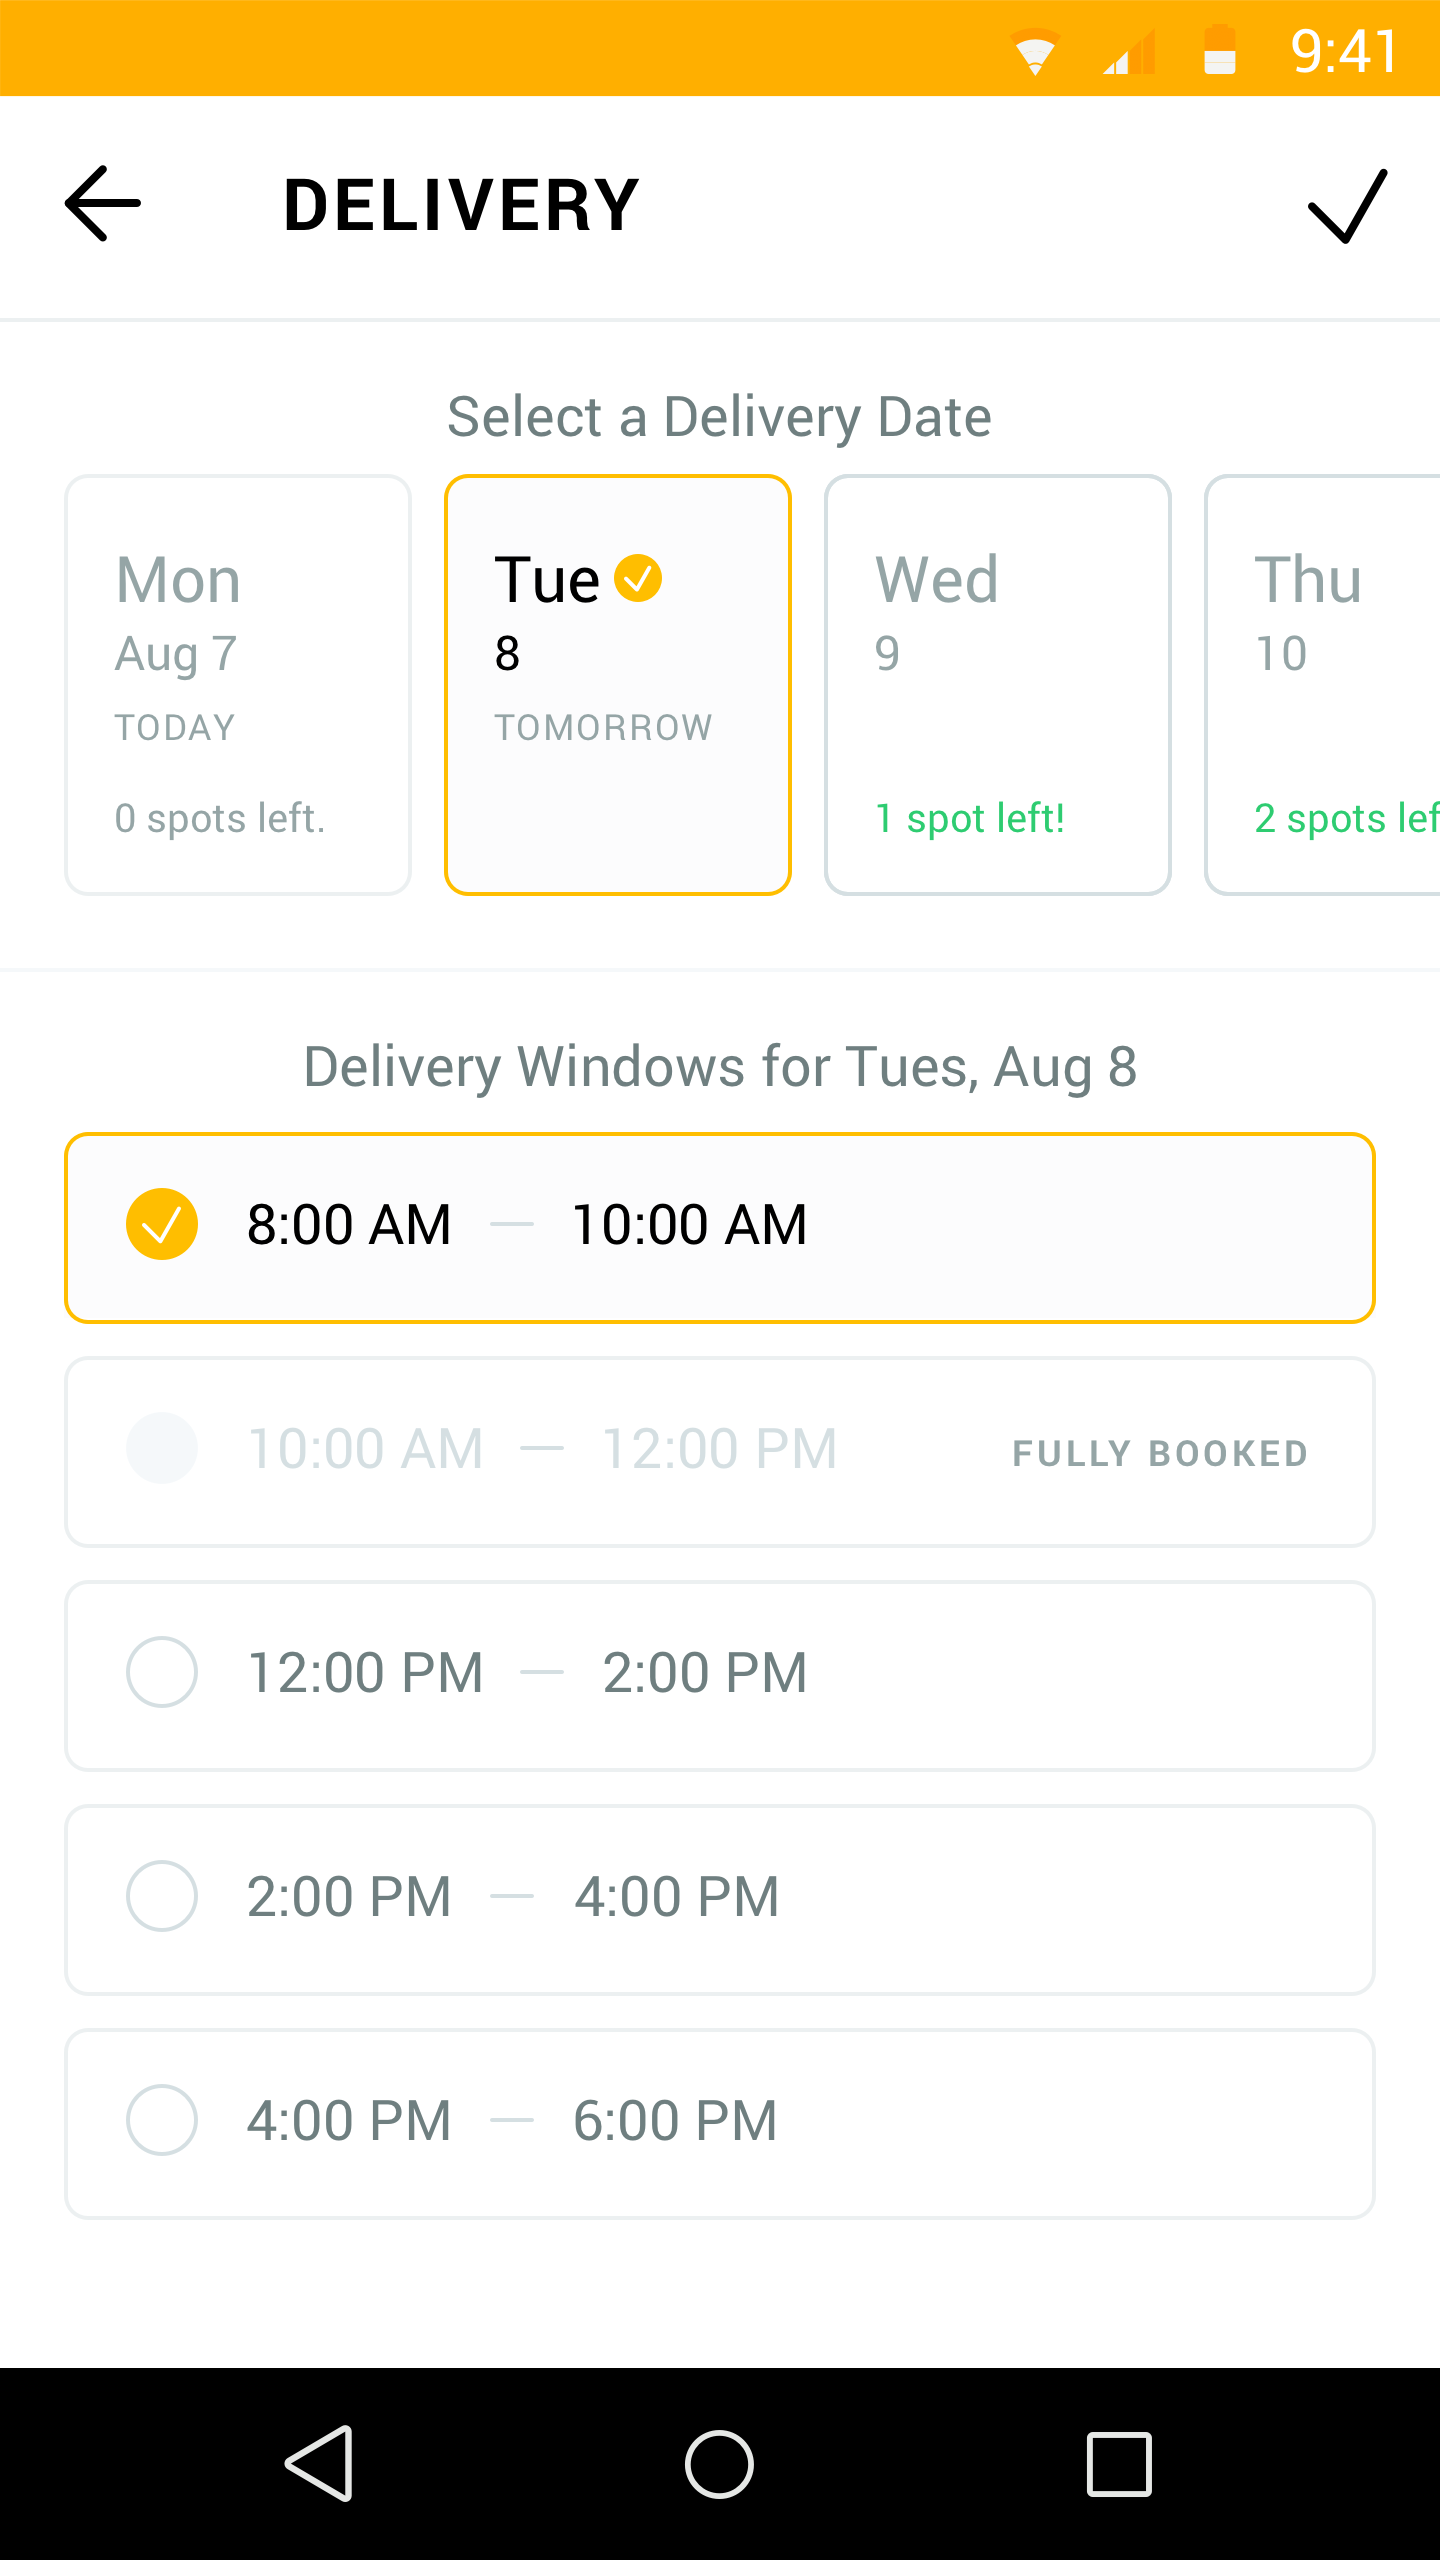 9:41
DELIVERY
Select a Delivery Date
Mon
Aug 7
TODAY
0 spots left.
Tue
8
TOMORROW
Wed
9
1 spot left!
Thu
10
2 spots lef
Delivery Windows for Tues, Aug 8
8:00 AM — 10:00 AM
10:00 AM — 12:00 PM FULLY BOOKED
12:00 PM — 2:00 PM
2:00 PM — 4:00 PM
4:00 PM — 6:00 PM